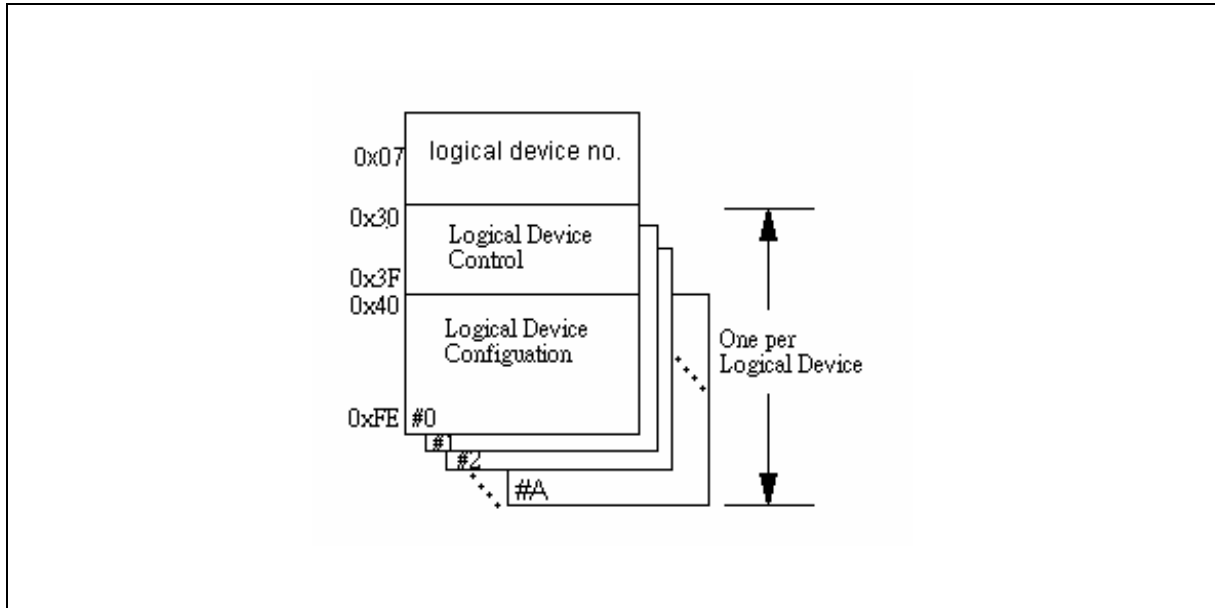 0x07
logical device no.
0x30
Logical Device
Control
0x3F
0x40
Logical Device
Configuation
One per
Logical Device
0xFE
#0
#1
#2
#A